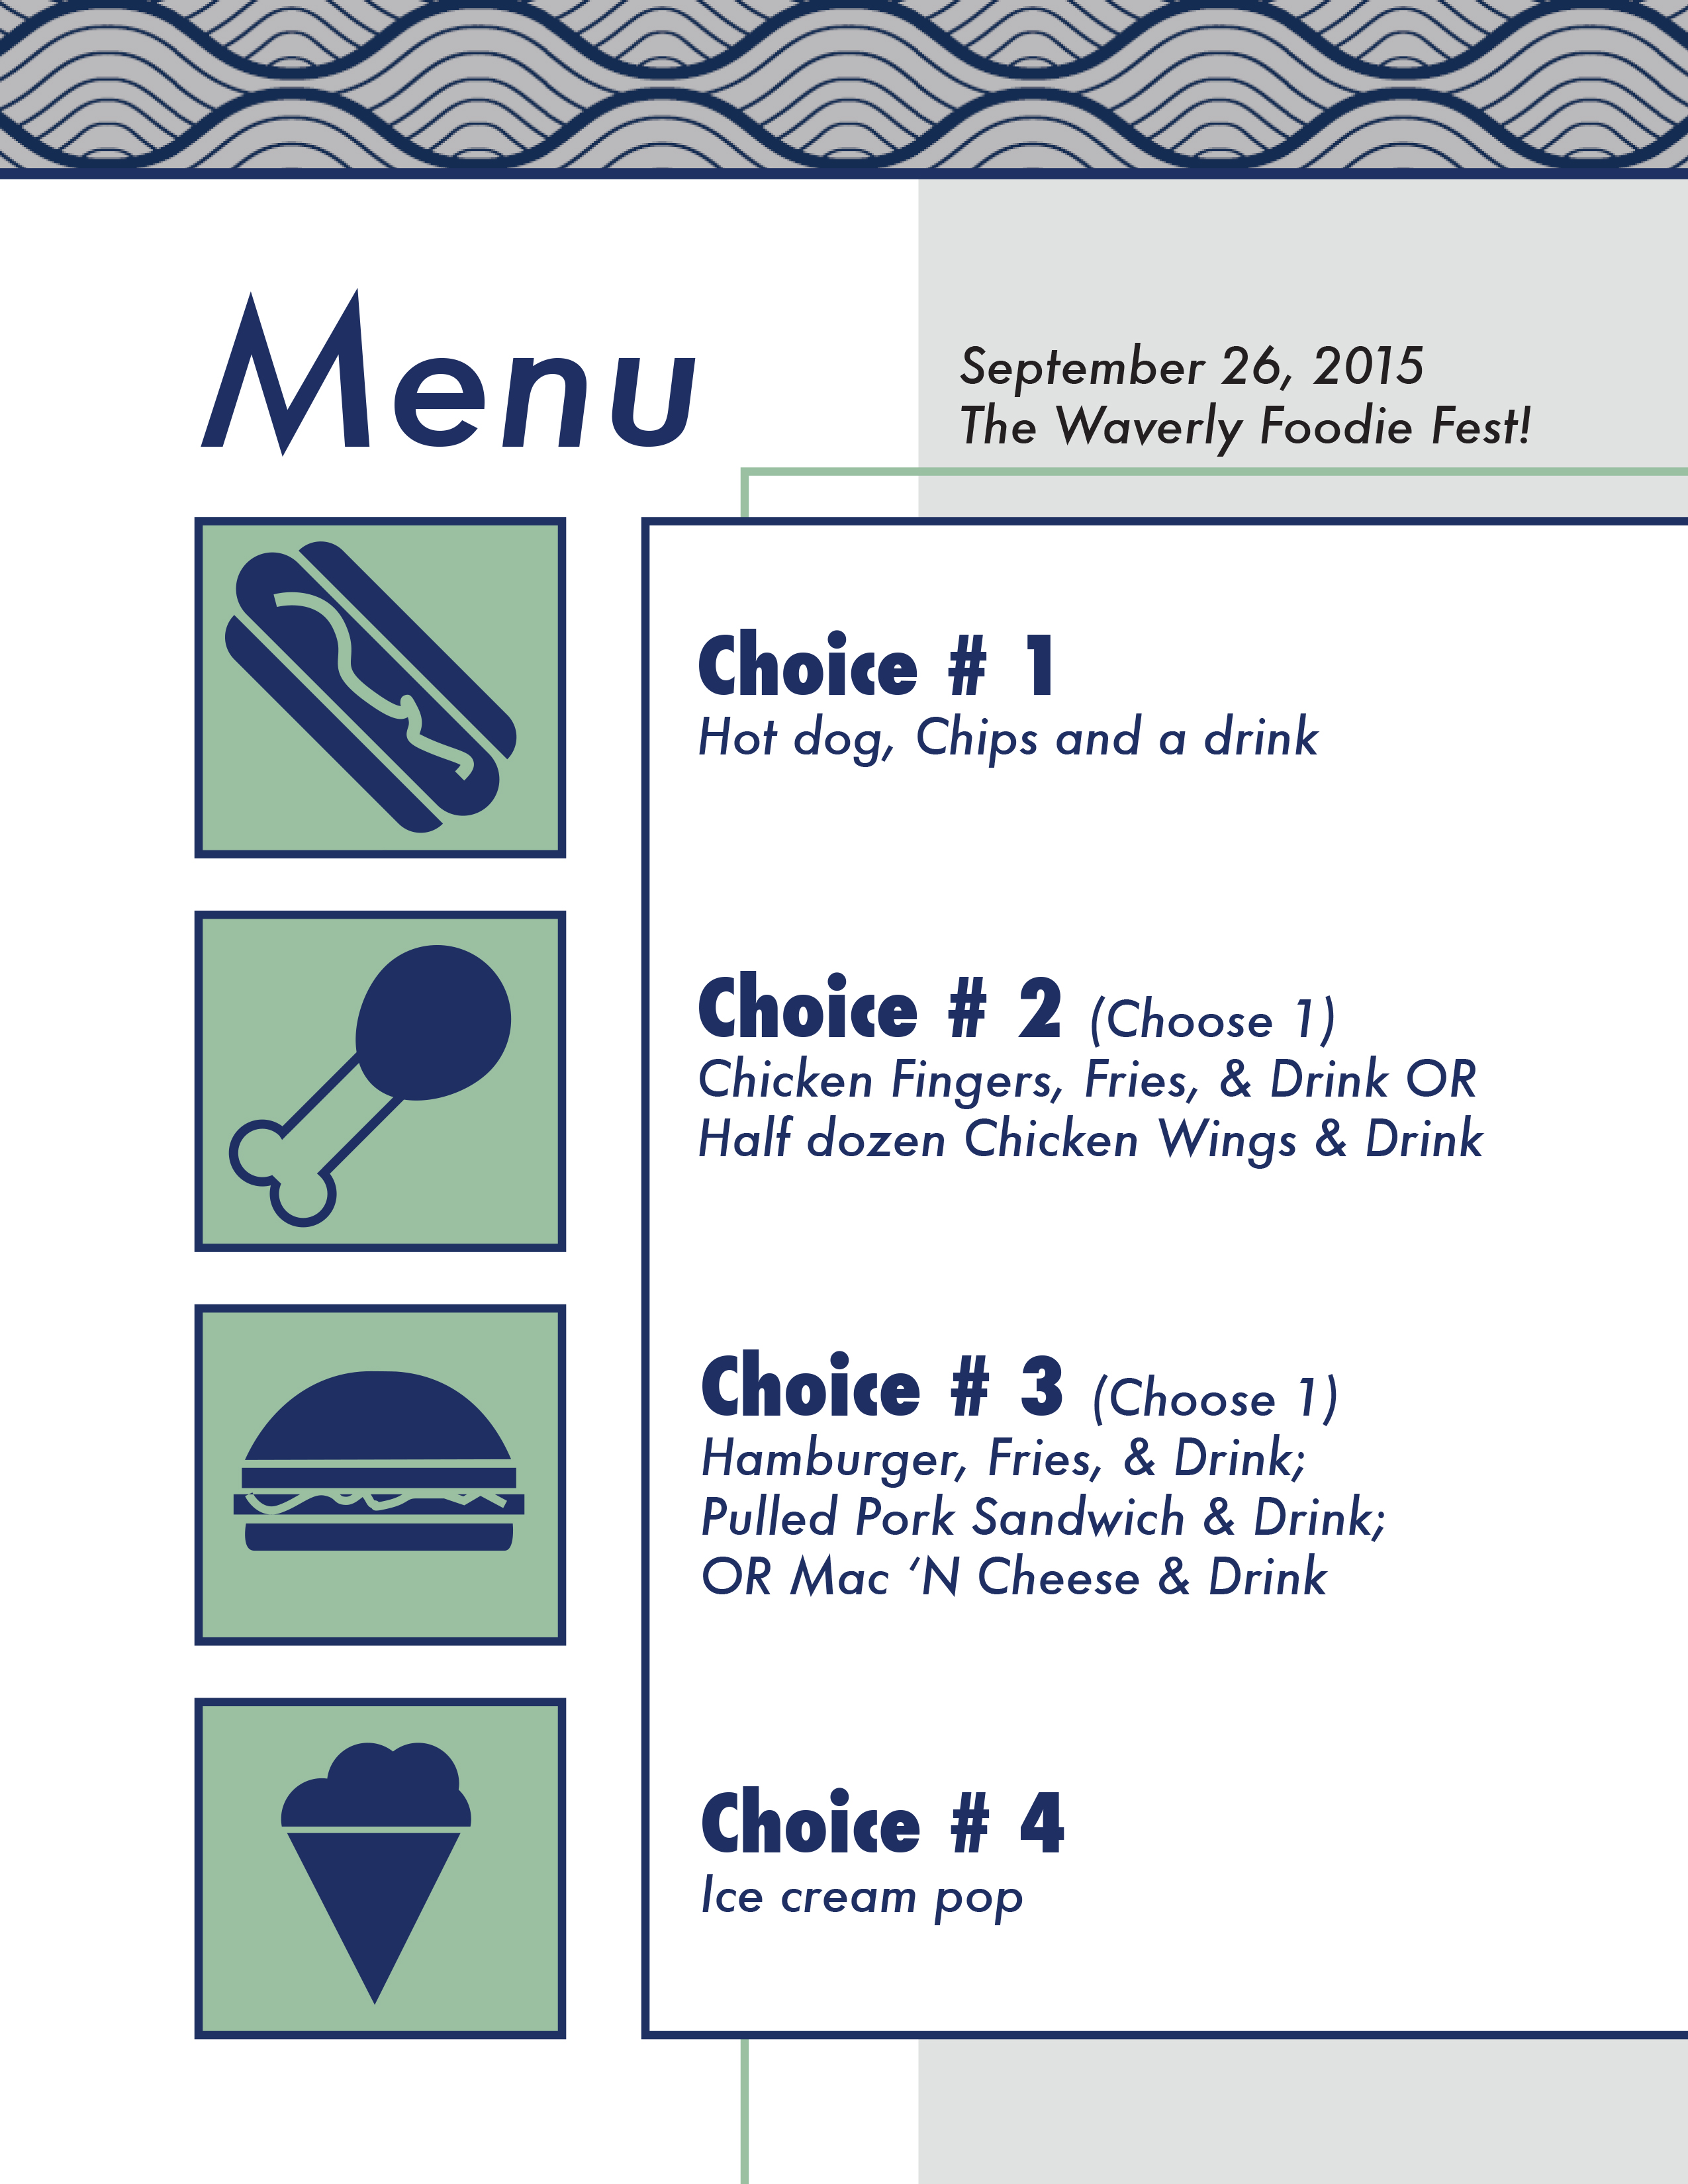 Menu
September 26, 2015
The Waverly Foodie Fest!
Choice # 1
Hot dog, Chips and a drink
Choice # 2 (Choose 1)
Chicken Fingers, Fries, & Drink OR
Half dozen Chicken Wings & Drink
Choice # 3 (Choose 1)
Hamburger, Fries, & Drink;
Pulled Pork Sandwich & Drink;
OR Mac ‘N Cheese & Drink
Choice # 4
Ice cream pop